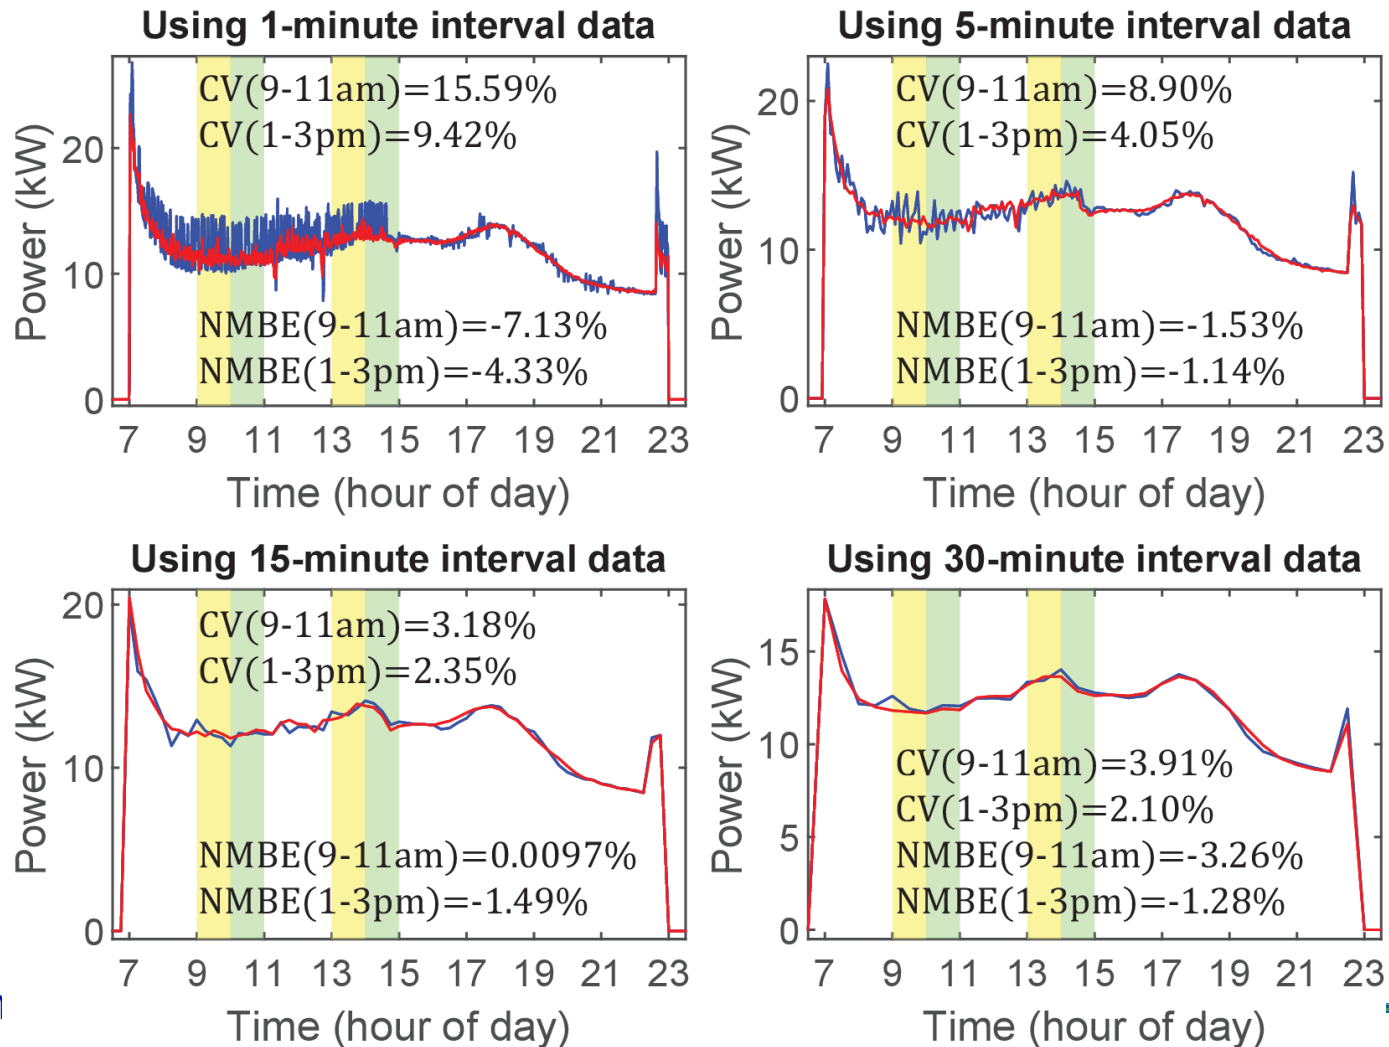 Using 1-minute interval data
CV(9-11am)=15.59%
CV(1-3pm)=9.42%
NMBE(9-11am)=-7.13%
NMBE(1-3pm)=-4.33%
Power (kW)
20
10
0
7 9 11 13 15 17 19 21 23
Time (hour of day)
Using 5-minute interval data
CV(9-11am)=8.90%
CV(1-3pm)=4.05%
NMBE(9-11am)=-1.53%
NMBE(1-3pm)=-1.14%
Power (kW)
20
10
0
7 9 11 13 15 17 19 21 23
Time (hour of day)
Using 15-minute interval data
CV(9-11am)=3.18%
CV(1-3pm)=2.35%
NMBE(9-11am)=0.0097%
NMBE(1-3pm)=-1.49%
Power (kW)
20
10
0
7 9 11 13 15 17 19 21 23
Time (hour of day)
Using 30-minute interval data
CV(9-11am)=3.91%
CV(1-3pm)=2.10%
NMBE(9-11am)=-3.26%
NMBE(1-3pm)=-1.28%
Power (kW)
15
10
5
0
7 9 11 13 15 17 19 21 23
Time (hour of day)